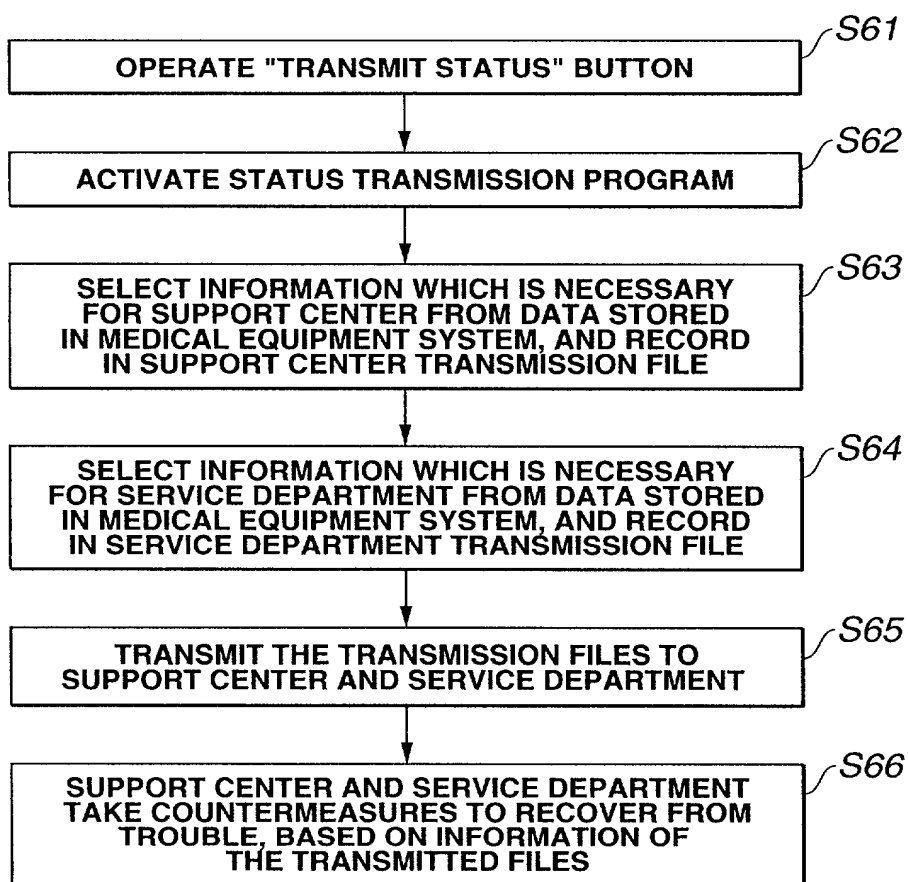 S61
OPERATE "TRANSMIT STATUS" BUTTON
S62
ACTIVATE STATUS TRANSMISSION PROGRAM
S63
SELECT INFORMATION WHICH IS NECESSARY
FOR SUPPORT CENTER FROM DATA STORED
IN MEDICAL EQUIPMENT SYSTEM, AND RECORD
IN SUPPORT CENTER TRANSMISSION FILE
S64
SELECT INFORMATION WHICH IS NECESSARY
FOR SERVICE DEPARTMENT FROM DATA STORED
IN MEDICAL EQUIPMENT SYSTEM, AND RECORD
IN SERVICE DEPARTMENT TRANSMISSION FILE
S65
TRANSMIT THE TRANSMISSION FILES TO
SUPPORT CENTER AND SERVICE DEPARTMENT
S66
SUPPORT CENTER AND SERVICE DEPARTMENT
TAKE COUNTERMEASURES TO RECOVER FROM
TROUBLE, BASED ON INFORMATION OF
THE TRANSMITTED FILES